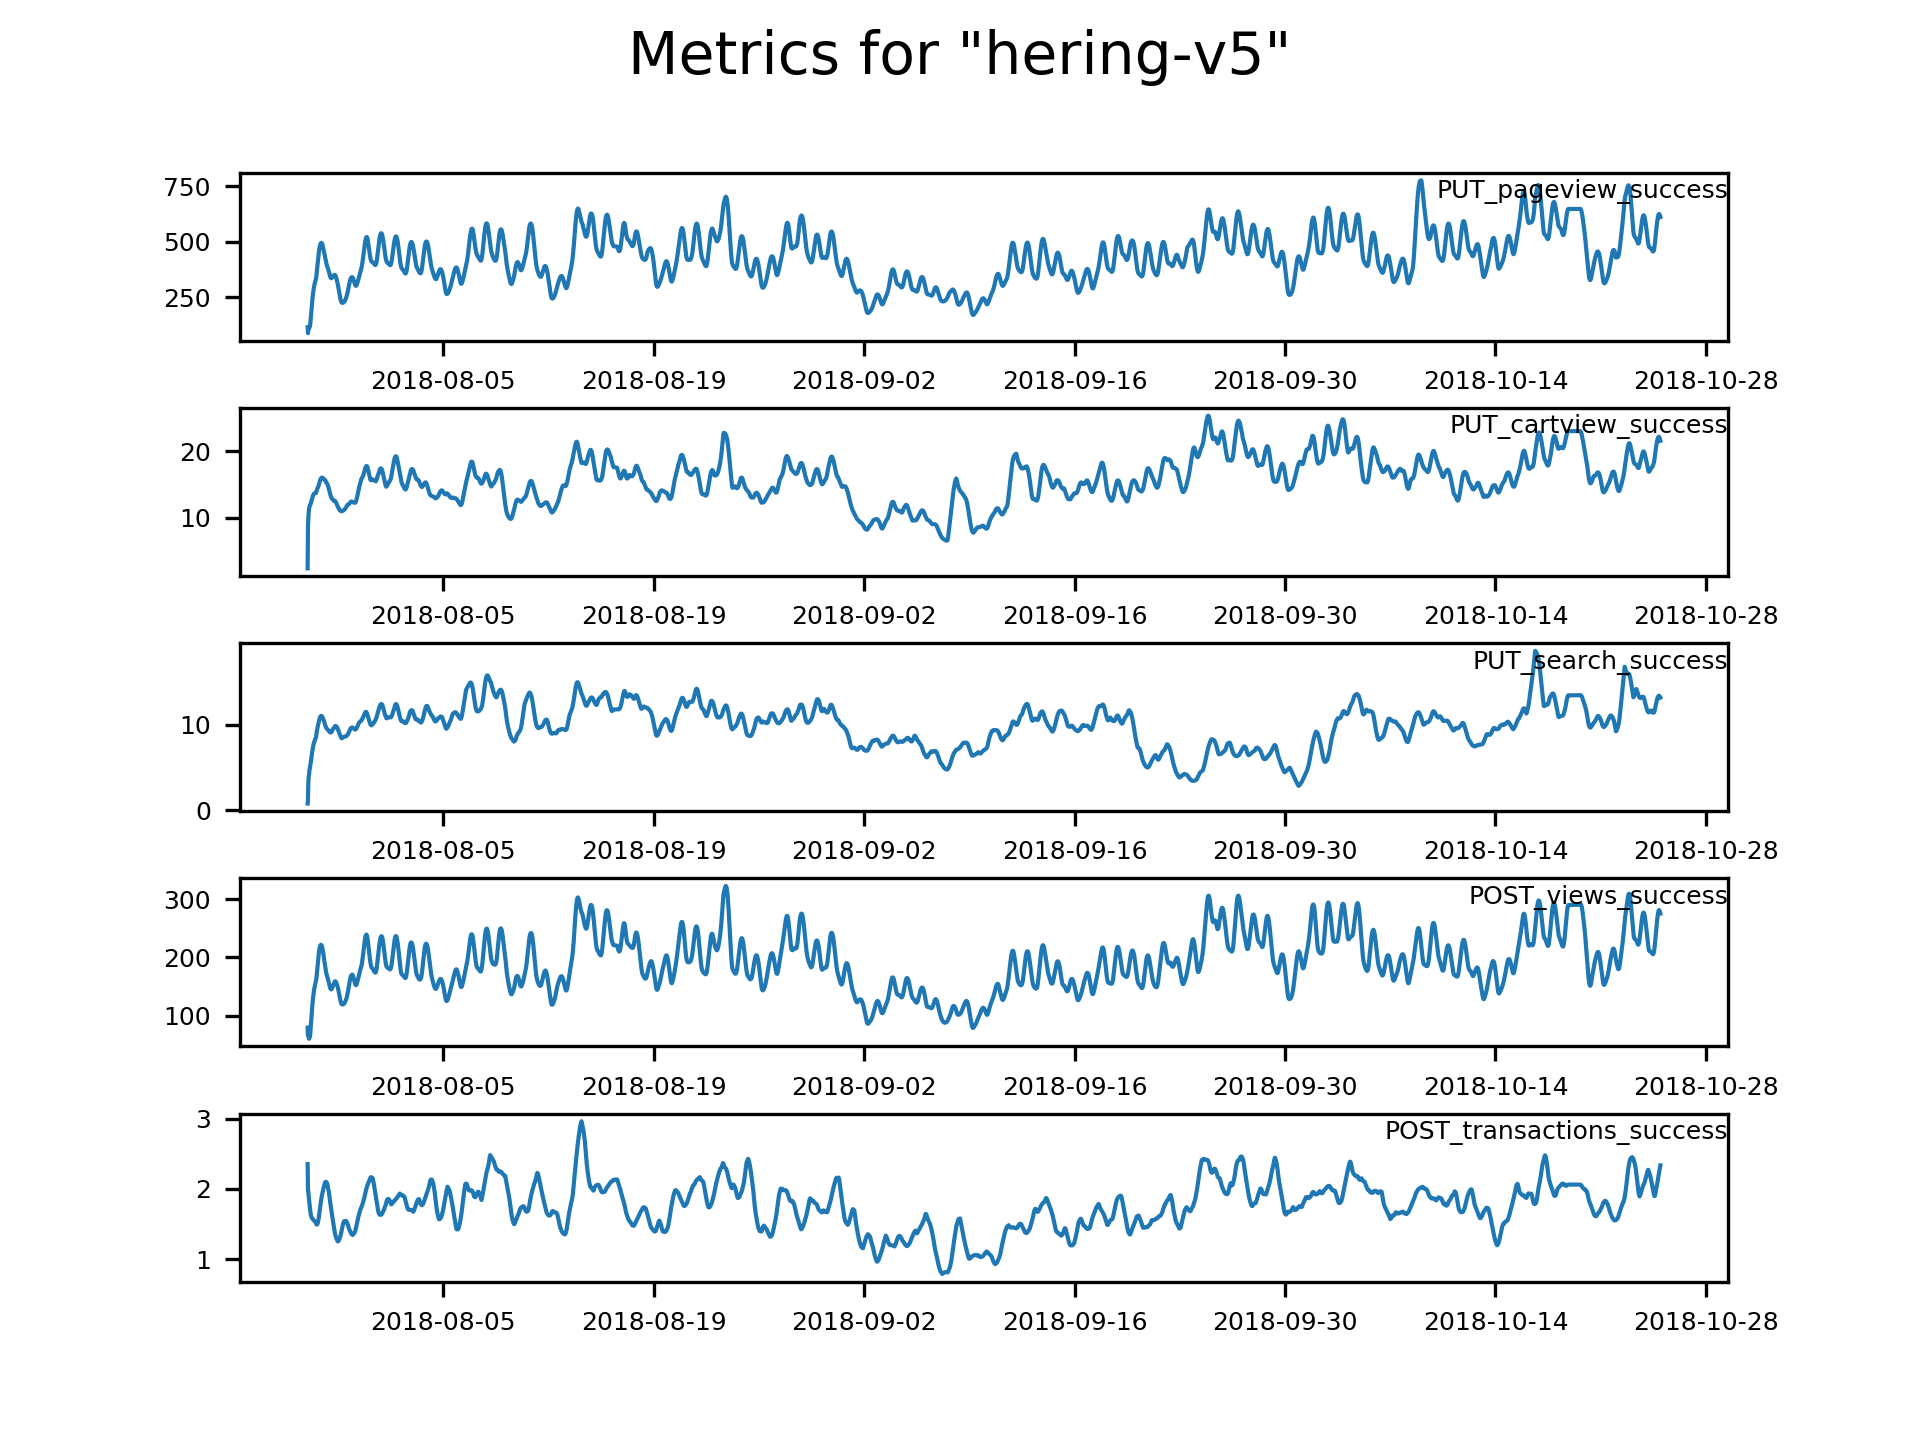 Metrics for "hering-v5"
750
500
250
PUT_pageview_success
2018-08-05 2018-08-19 2018-09-02 2018-09-16 2018-09-30 2018-10-14 2018-10-28
20
10
PUT_cartview_success
2018-08-05 2018-08-19 2018-09-02 2018-09-16 2018-09-30 2018-10-14 2018-10-28
10
0
PUT_search_success
2018-08-05 2018-08-19 2018-09-02 2018-09-16 2018-09-30 2018-10-14 2018-10-28
300
200
100
POST_views_success
2018-08-05 2018-08-19 2018-09-02 2018-09-16 2018-09-30 2018-10-14 2018-10-28
3
2
1
POST_transactions_success
2018-08-05 2018-08-19 2018-09-02 2018-09-16 2018-09-30 2018-10-14 2018-10-28